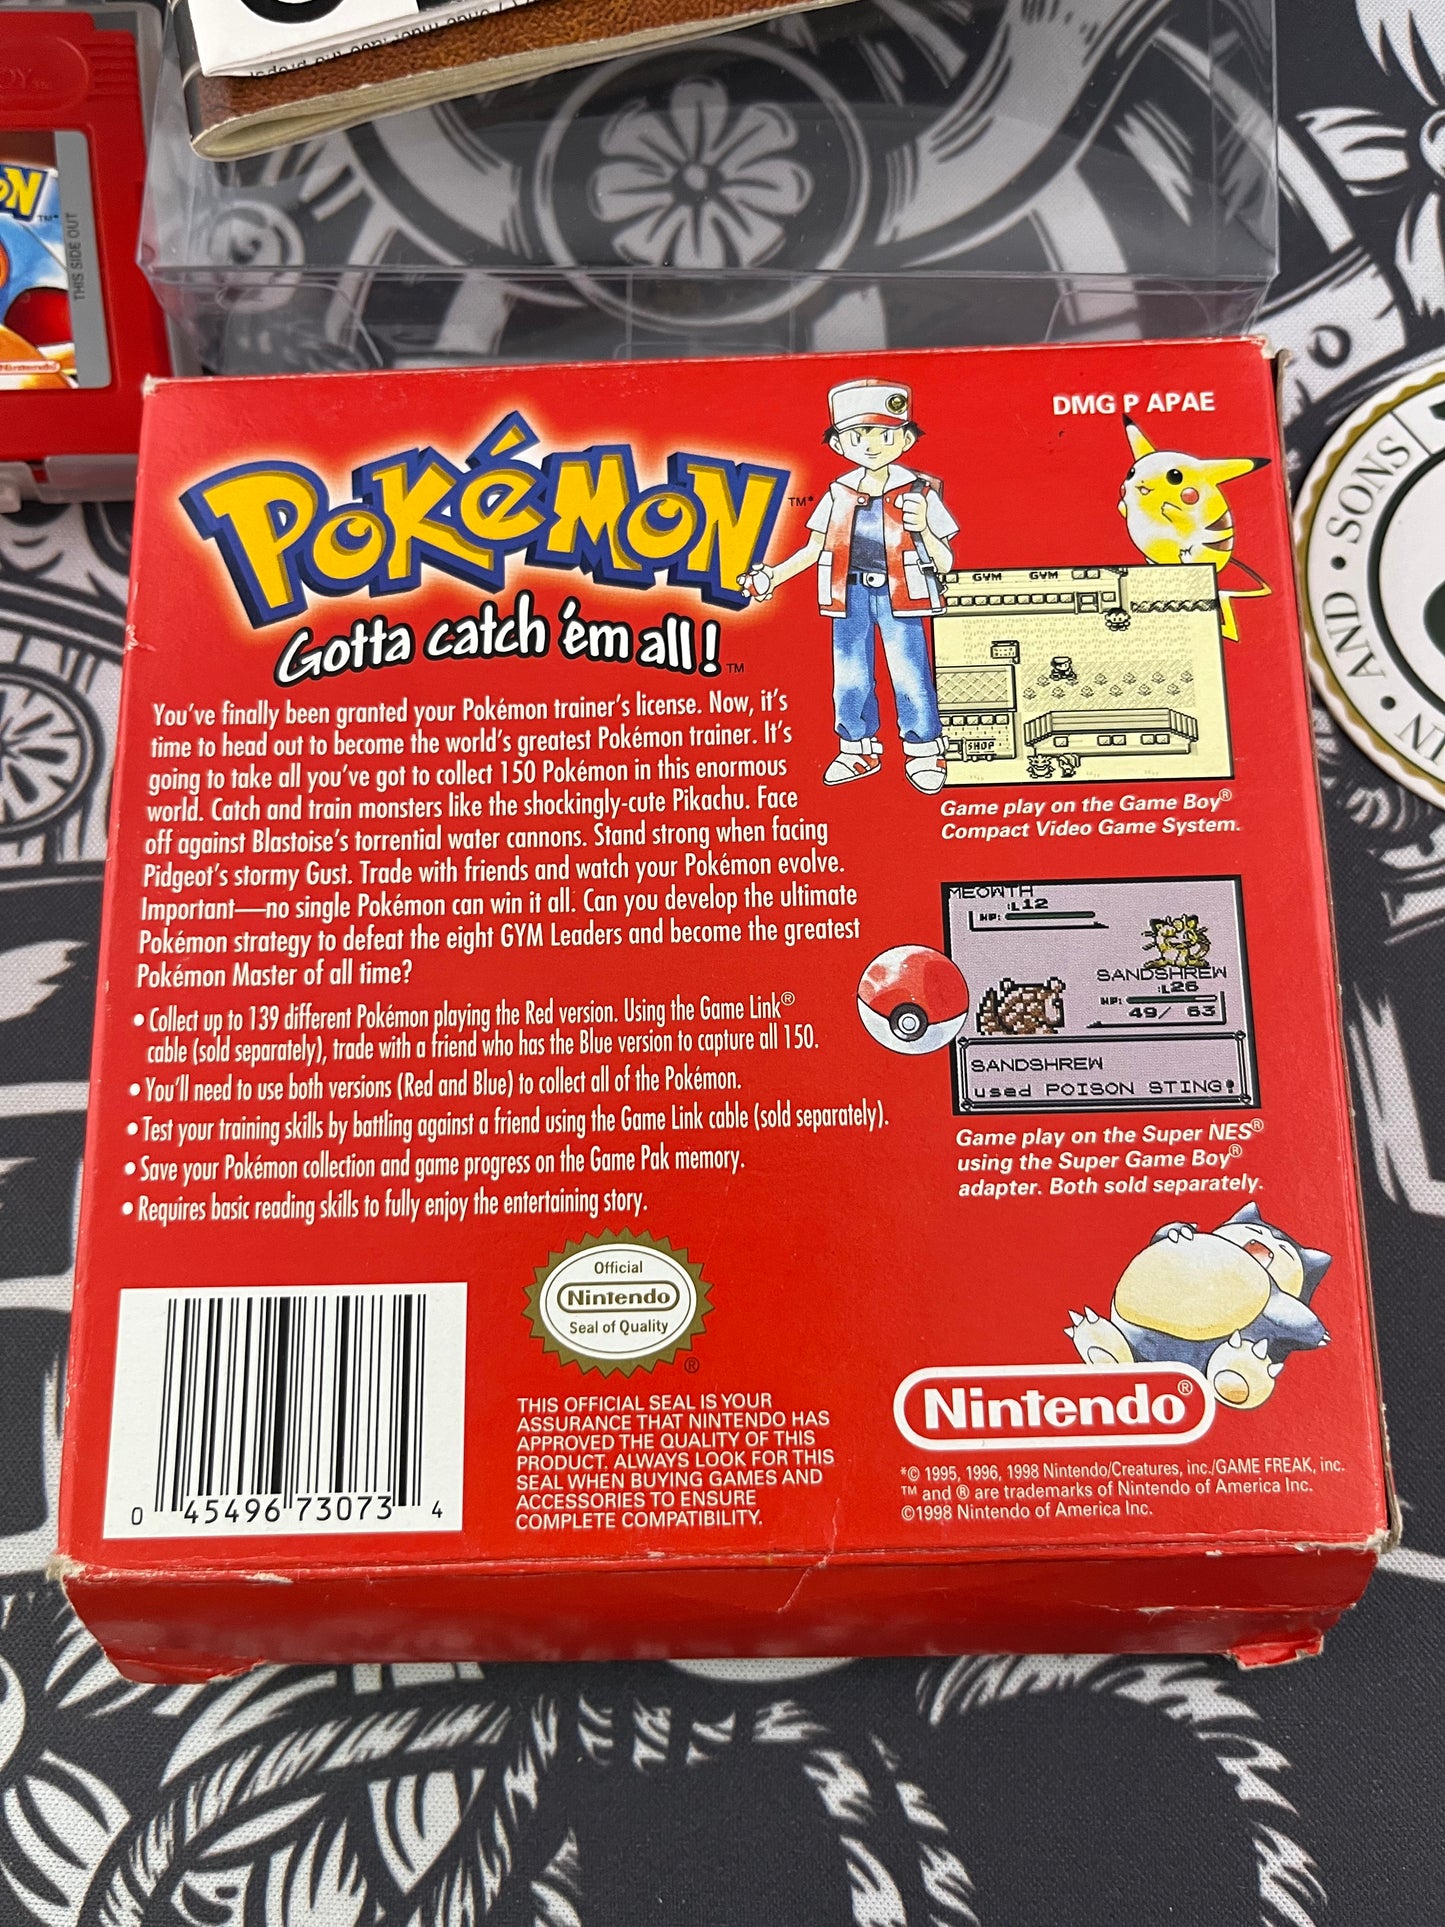 THIS SIDE OUT
Nintendo
DMG P APAE
POKéMON
TM*
Gotta catch 'em all!
TM
You've finally been granted your Pokémon trainer's license. Now, it's
time to head out to become the world's greatest Pokémon trainer. It's
going to take all you've got to collect 150 Pokémon in this enormous
world. Catch and train monsters like the shockingly-cute Pikachu. Face
off against Blastoise's torrential water cannons. Stand strong when facing
Pidgeot's stormy Gust. Trade with friends and watch your Pokémon evolve.
Important—no single Pokémon can win it all. Can you develop the ultimate
Pokémon strategy to defeat the eight GYM Leaders and become the greatest
Pokémon Master of all time?
• Collect up to 139 different Pokémon playing the Red version. Using the Game Link®
cable (sold separately), trade with a friend who has the Blue version to capture all 150.
• You'll need to use both versions (Red and Blue) to collect all of the Pokémon.
• Test your training skills by battling against a friend using the Game Link cable (sold separately).
• Save your Pokémon collection and game progress on the Game Pak memory.
• Requires basic reading skills to fully enjoy the entertaining story.
GYM GYM
SHOP
Game play on the Game Boy®
Compact Video Game System.
MEOWTH
:L12
HP:
SANDSHREW
:L26
HP:
49/ 63
SANDSHREW
used POISON STING!
Game play on the Super NES®
using the Super Game Boy®
adapter. Both sold separately.
Official
Nintendo
Seal of Quality
®
THIS OFFICIAL SEAL IS YOUR
ASSURANCE THAT NINTENDO HAS
APPROVED THE QUALITY OF THIS
PRODUCT. ALWAYS LOOK FOR THIS
SEAL WHEN BUYING GAMES AND
ACCESSORIES TO ENSURE
COMPLETE COMPATIBILITY.
0 45496 73073 4
Nintendo®
*© 1995, 1996, 1998 Nintendo/Creatures, inc./GAME FREAK, inc.
TM and ® are trademarks of Nintendo of America Inc.
©1998 Nintendo of America Inc.
AND • SONS